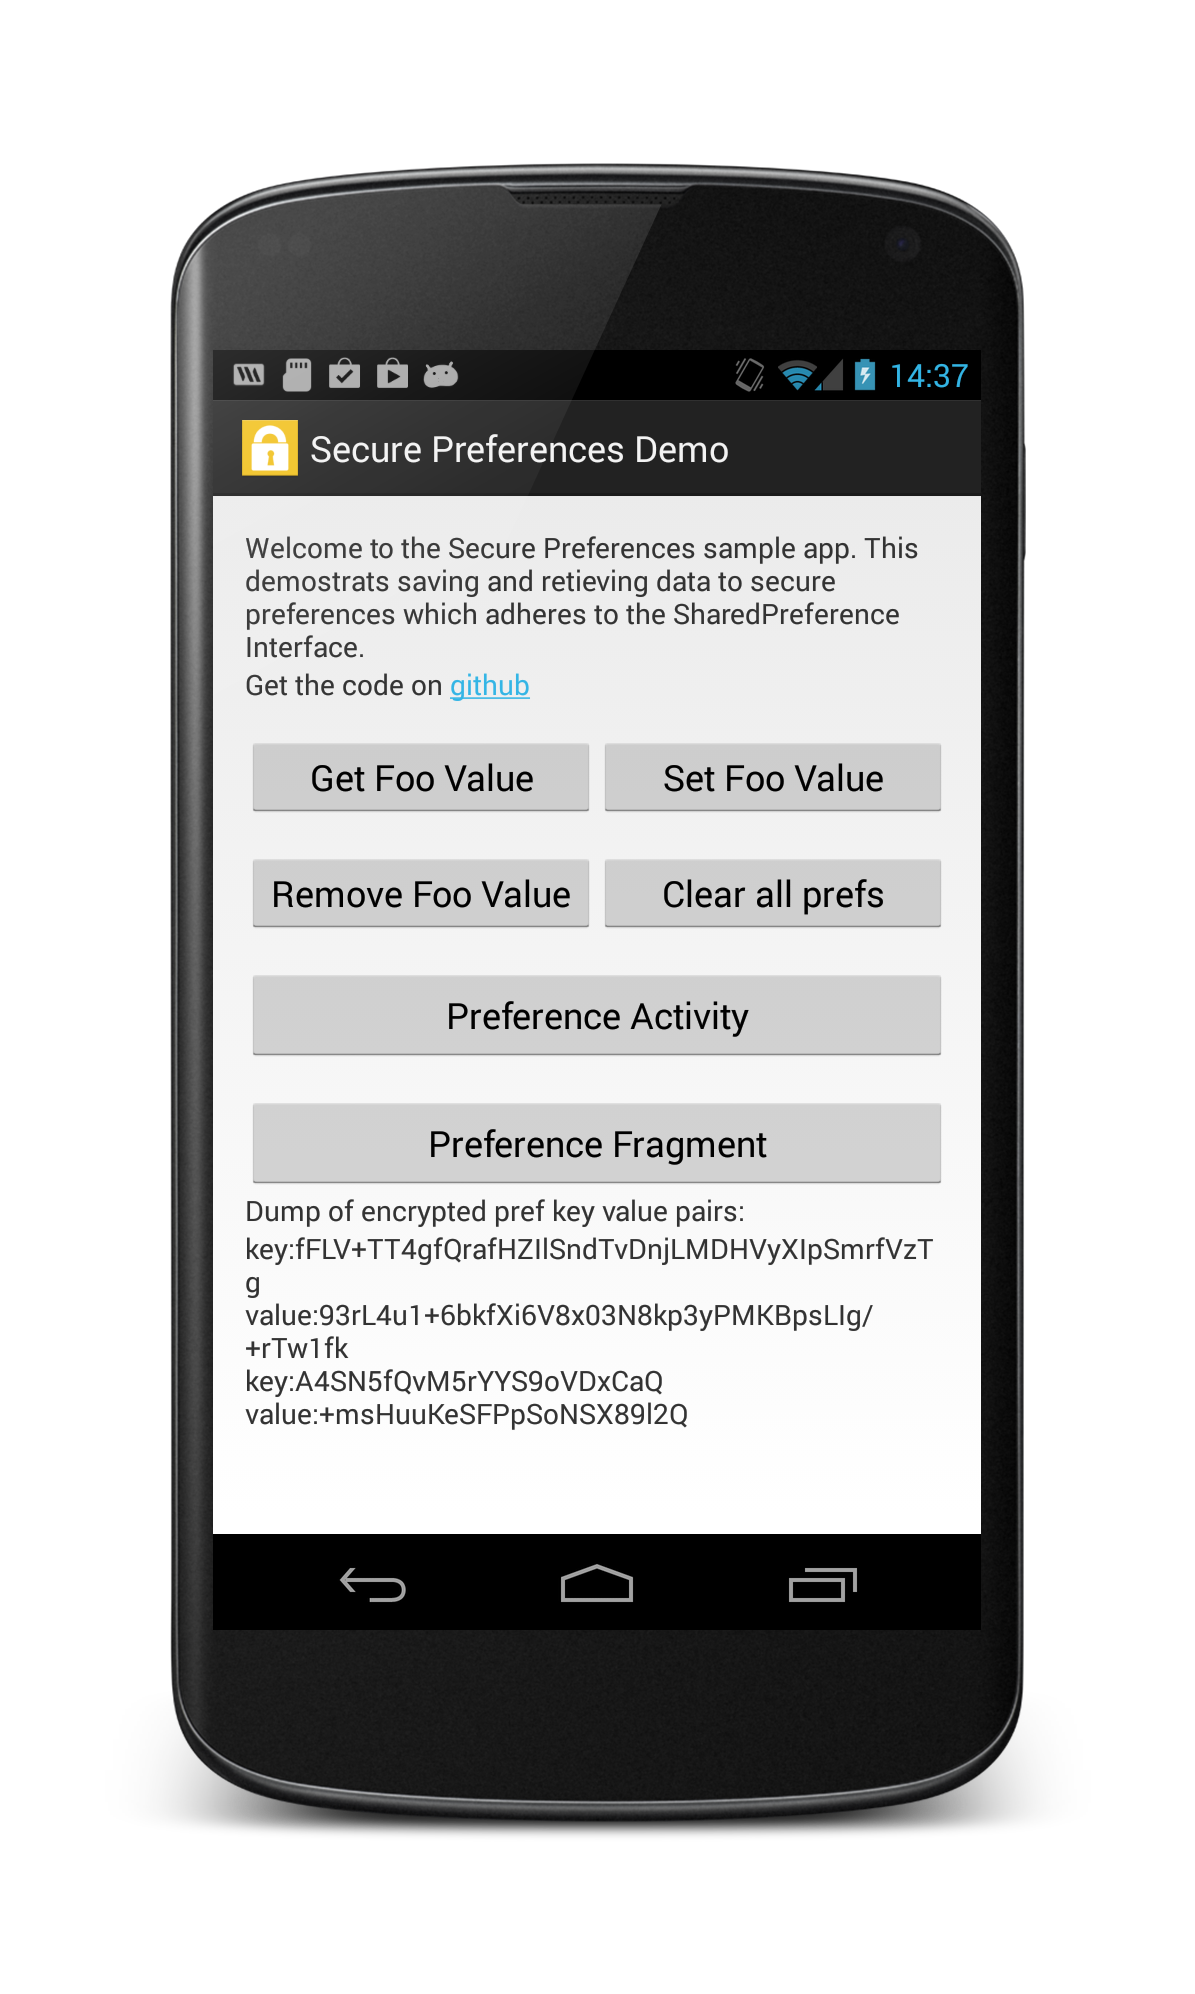 14:37
Secure Preferences Demo
Welcome to the Secure Preferences sample app. This
demostrats saving and retieving data to secure
preferences which adheres to the SharedPreference
Interface.
Get the code on github
Get Foo Value
Set Foo Value
Remove Foo Value
Clear all prefs
Preference Activity
Preference Fragment
Dump of encrypted pref key value pairs:
key:fFLV+TT4gfQrafHZIlSndTvDnjLMDHVyXIpSmrfVzT
g
value:93rL4u1+6bkfXi6V8x03N8kp3yPMKBpsLIg/
+rTw1fk
key:A4SN5fQvM5rYYS9oVDxCaQ
value:+msHuuKeSFPpSoNSX89l2Q